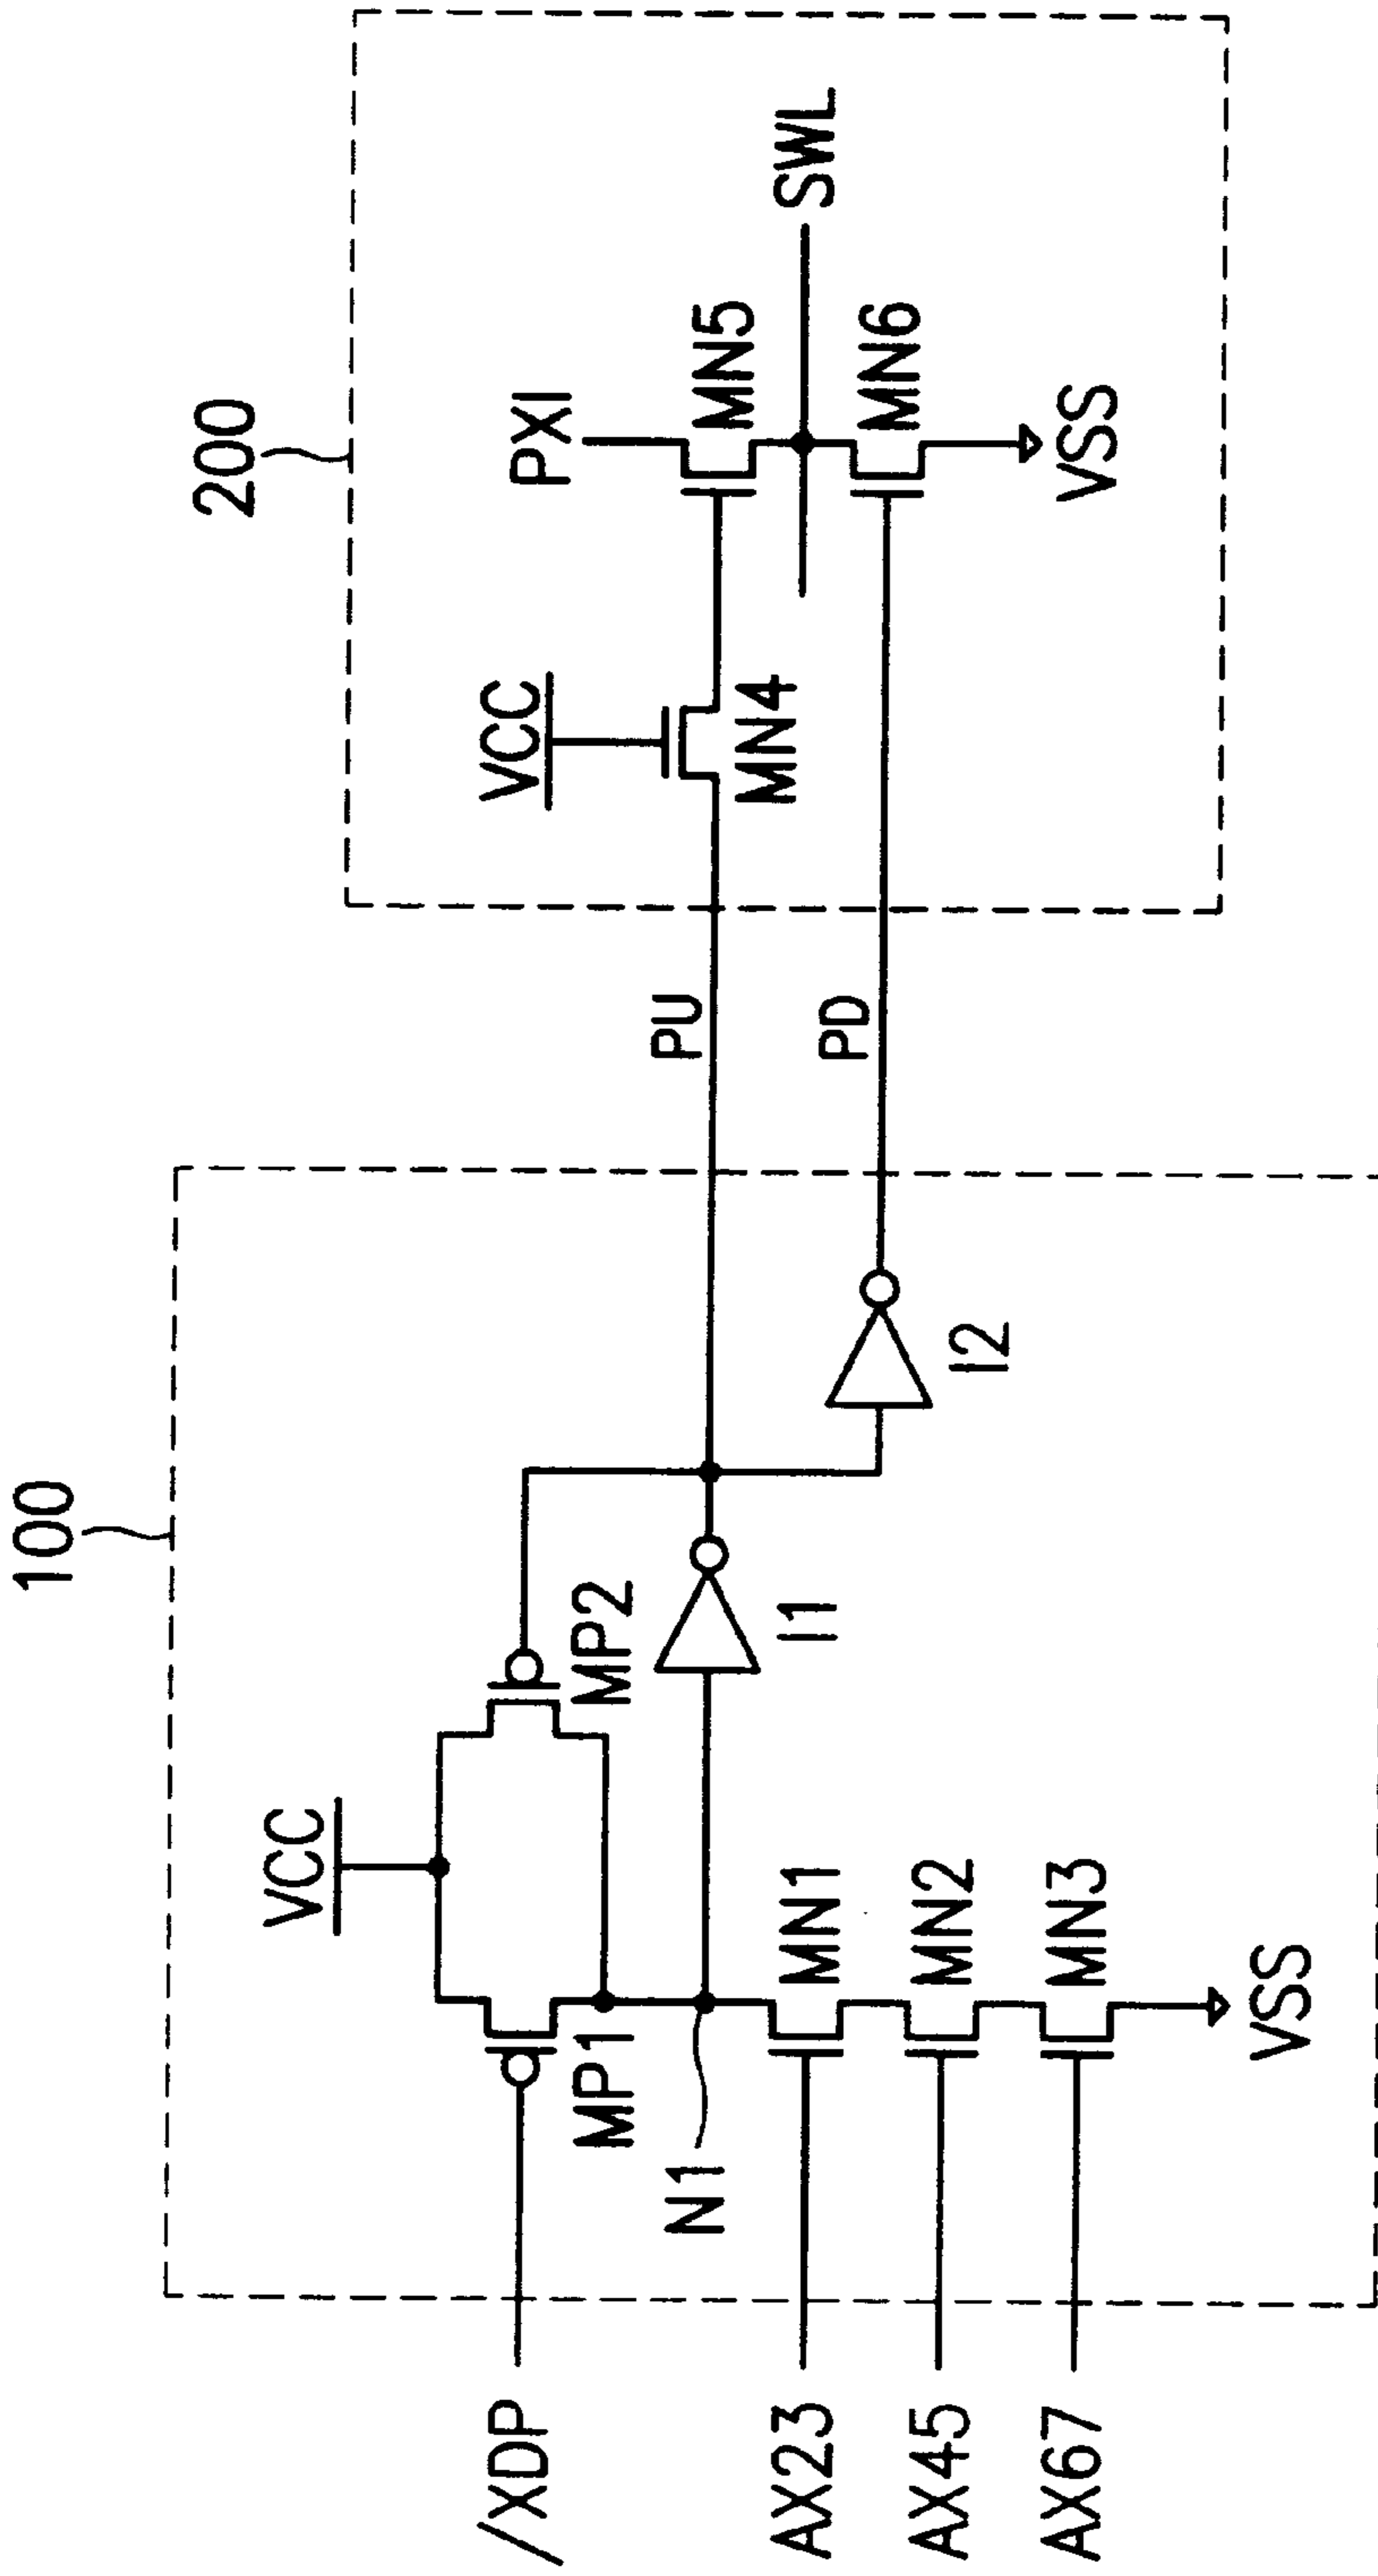 100
200
VCC
/XDP
MP1
MP2
N1
I1
I2
AX23
MN1
AX45
MN2
AX67
MN3
VSS
PU
PD
VCC
MN4
PXI
MN5
SWL
MN6
VSS